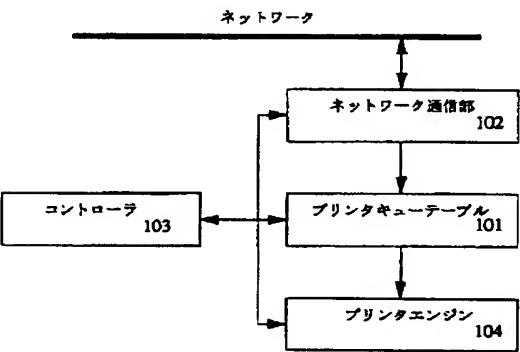 ネットワーク
ネットワーク通信部
102
コントローラ
103
プリンタキューテーブル
101
プリンタエンジン
104